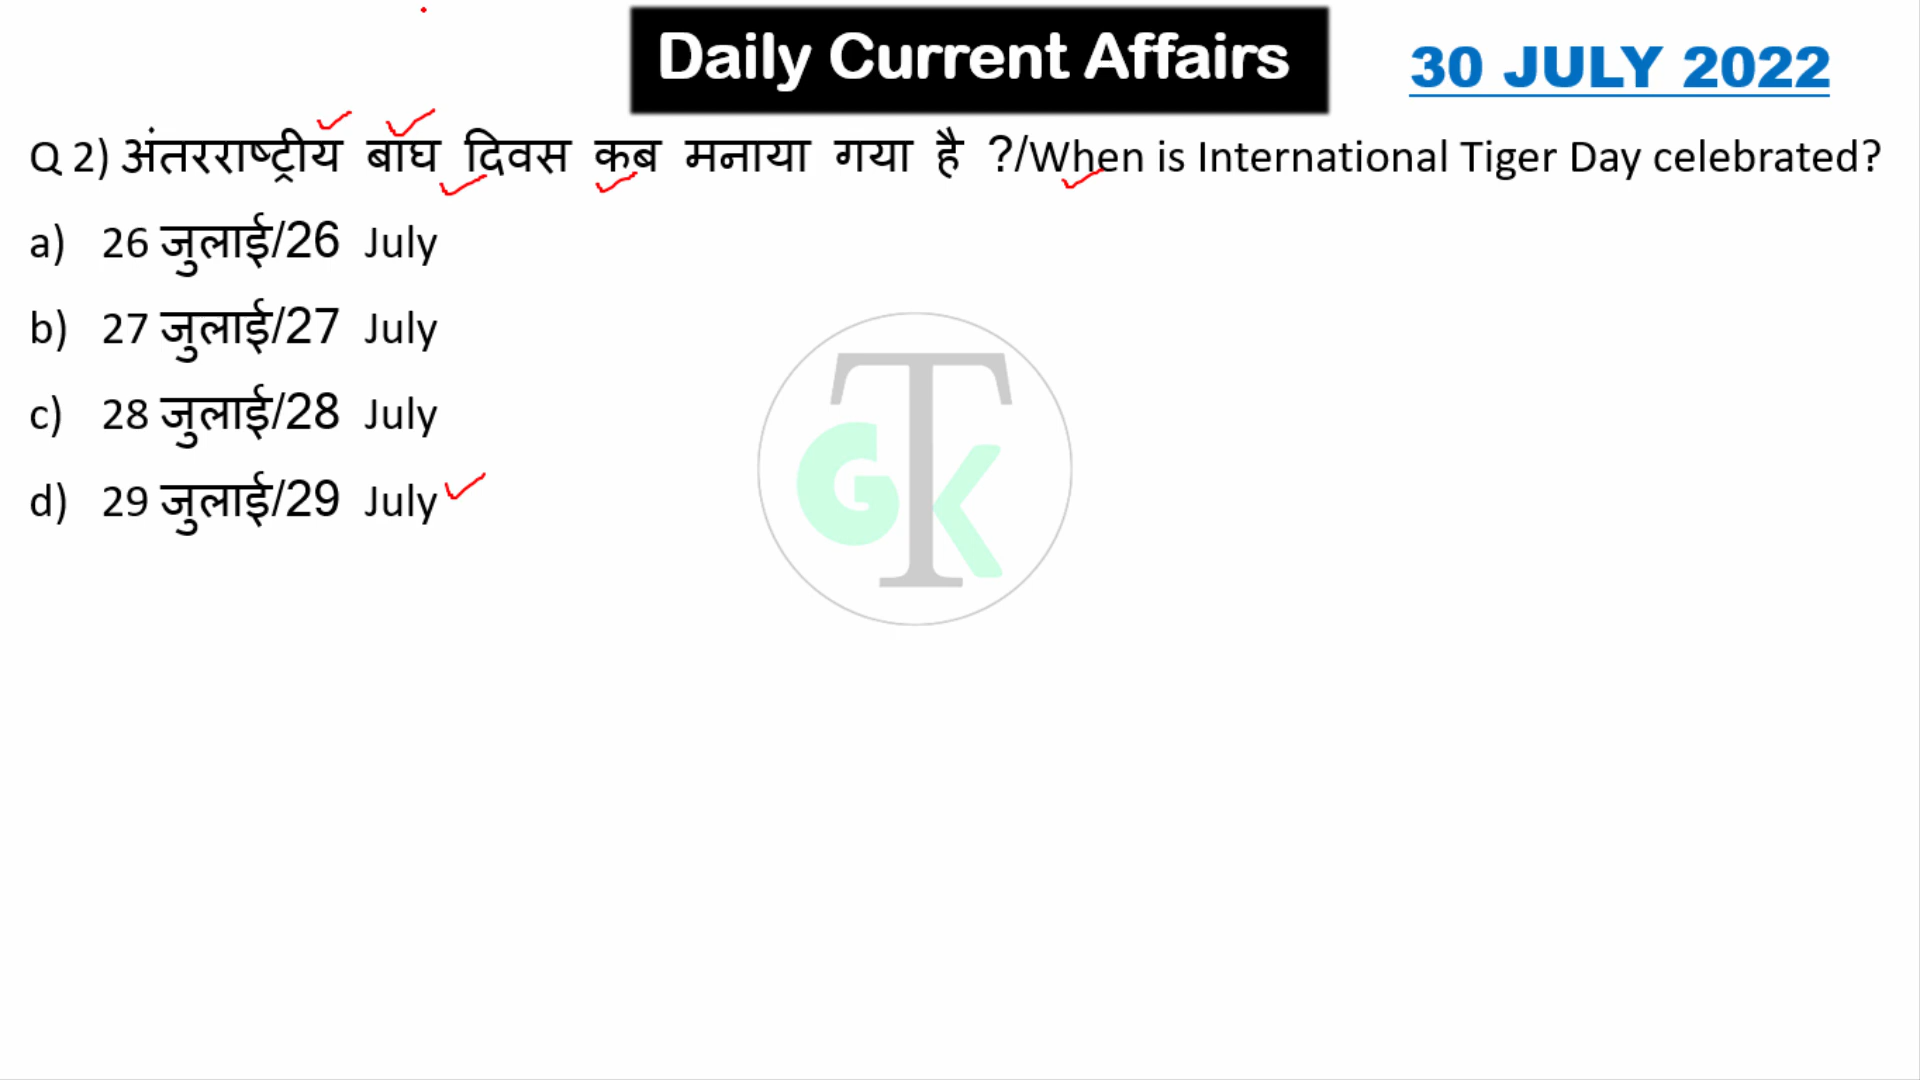 Daily Current Affairs
30 JULY 2022
Q 2) अंतरराष्ट्रीय बाघ दिवस कब मनाया गया है ?/When is International Tiger Day celebrated?
a) 26 जुलाई/26 July
b) 27 जुलाई/27 July
c) 28 जुलाई/28 July
d) 29 जुलाई/29 July
GTK